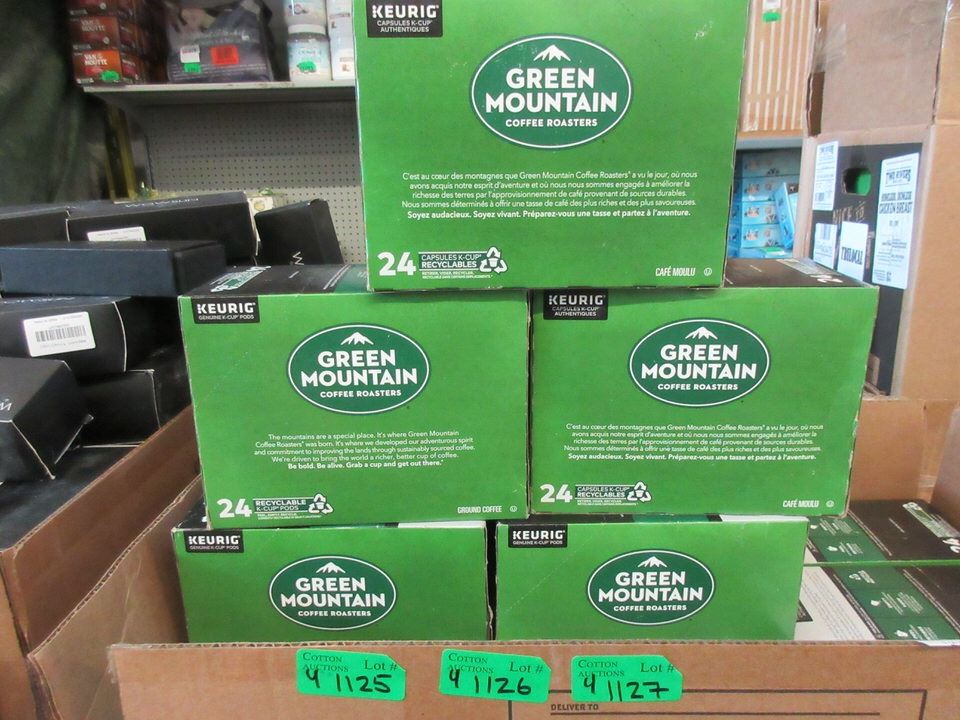 KEURIG
CAPSULES K-CUP®
AUTHENTIQUES
GREEN
MOUNTAIN
COFFEE ROASTERS
C'est au cœur des montagnes que Green Mountain Coffee Roasters® a vu le jour, où nous
avons acquis notre esprit d'aventure et où nous nous sommes engagés à améliorer la
richesse des terres par l'approvisionnement de café provenant de sources durables.
Nous sommes déterminés à offrir une tasse de café des plus riches et des plus savoureuses.
Soyez audacieux. Soyez vivant. Préparez-vous une tasse et partez à l'aventure.
24
CAPSULES K-CUP®
RECYCLABLES
CAFÉ MOULU
VAN
HOUTTE
KEURIG
GENUINE K-CUP® PODS
GREEN
MOUNTAIN
COFFEE ROASTERS
The mountains are a special place. It's where Green Mountain
Coffee Roasters® was born. It's where we developed our adventurous spirit
and commitment to improving the lands through sustainably sourced coffee.
We're driven to bring the world a richer, better cup of coffee.
Be bold. Be alive. Grab a cup and get out there.
24
RECYCLABLE
K-CUP® PODS
GROUND COFFEE
KEURIG
CAPSULES K-CUP®
AUTHENTIQUES
GREEN
MOUNTAIN
COFFEE ROASTERS
C'est au cœur des montagnes que Green Mountain Coffee Roasters® a vu le jour, où nous
avons acquis notre esprit d'aventure et où nous nous sommes engagés à améliorer la
richesse des terres par l'approvisionnement de café provenant de sources durables.
Nous sommes déterminés à offrir une tasse de café des plus riches et des plus savoureuses.
Soyez audacieux. Soyez vivant. Préparez-vous une tasse et partez à l'aventure.
24
CAPSULES K-CUP®
RECYCLABLES
CAFÉ MOULU
TWO RIVERS
KEURIG
GENUINE K-CUP® PODS
GREEN
MOUNTAIN
COFFEE ROASTERS
KEURIG
GENUINE K-CUP® PODS
GREEN
MOUNTAIN
COFFEE ROASTERS
COTTON
AUCTIONS Lot #
4 1125
COTTON
AUCTIONS Lot #
4 1126
COTTON
AUCTIONS Lot #
4 1127
DELIVER TO